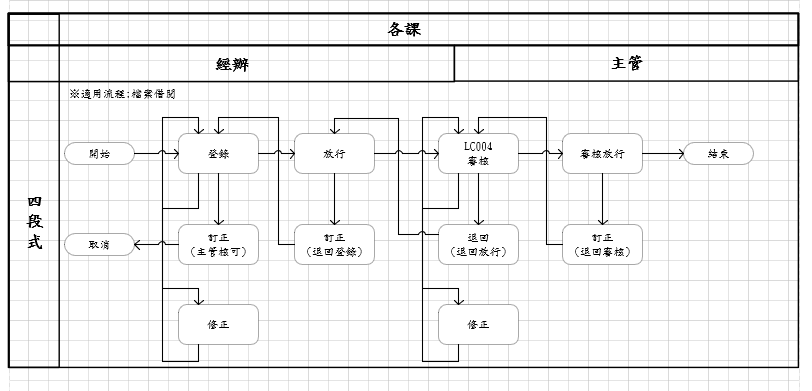 各課
經辦
主管
※適用流程:檔案借閱
四段式
開始
登錄
放行
LC004
審核
審核放行
結束
取消
訂正
(主管核可)
訂正
(退回登錄)
退回
(退回放行)
訂正
(退回審核)
修正
修正